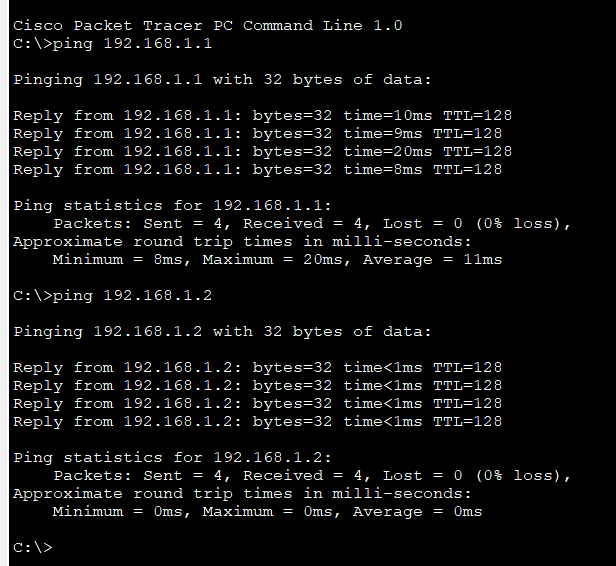 Cisco Packet Tracer PC Command Line 1.0
C:\>ping 192.168.1.1
Pinging 192.168.1.1 with 32 bytes of data:
Reply from 192.168.1.1: bytes=32 time=10ms TTL=128
Reply from 192.168.1.1: bytes=32 time=9ms TTL=128
Reply from 192.168.1.1: bytes=32 time=20ms TTL=128
Reply from 192.168.1.1: bytes=32 time=8ms TTL=128
Ping statistics for 192.168.1.1:
    Packets: Sent = 4, Received = 4, Lost = 0 (0% loss),
Approximate round trip times in milli-seconds:
    Minimum = 8ms, Maximum = 20ms, Average = 11ms
C:\>ping 192.168.1.2
Pinging 192.168.1.2 with 32 bytes of data:
Reply from 192.168.1.2: bytes=32 time<1ms TTL=128
Reply from 192.168.1.2: bytes=32 time<1ms TTL=128
Reply from 192.168.1.2: bytes=32 time<1ms TTL=128
Reply from 192.168.1.2: bytes=32 time<1ms TTL=128
Ping statistics for 192.168.1.2:
    Packets: Sent = 4, Received = 4, Lost = 0 (0% loss),
Approximate round trip times in milli-seconds:
    Minimum = 0ms, Maximum = 0ms, Average = 0ms
C:\>